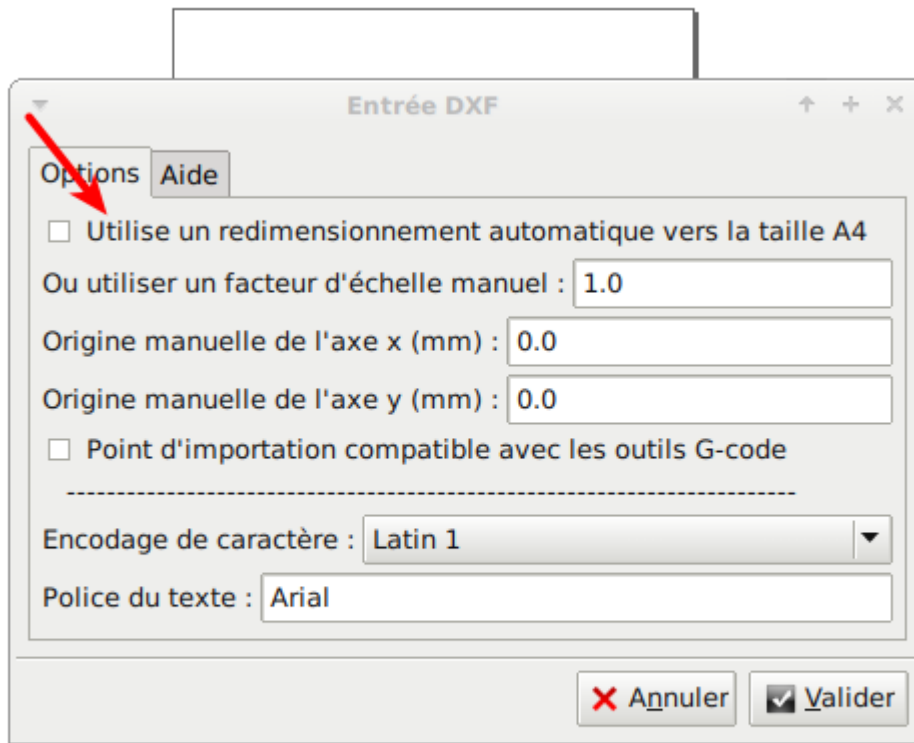 Entrée DXF
Options Aide
Utilise un redimensionnement automatique vers la taille A4
Ou utiliser un facteur d'échelle manuel : 1.0
Origine manuelle de l'axe x (mm) : 0.0
Origine manuelle de l'axe y (mm) : 0.0
Point d'importation compatible avec les outils G-code
-------------------------------------------------------------------------
Encodage de caractère : Latin 1
Police du texte : Arial
Annuler Valider